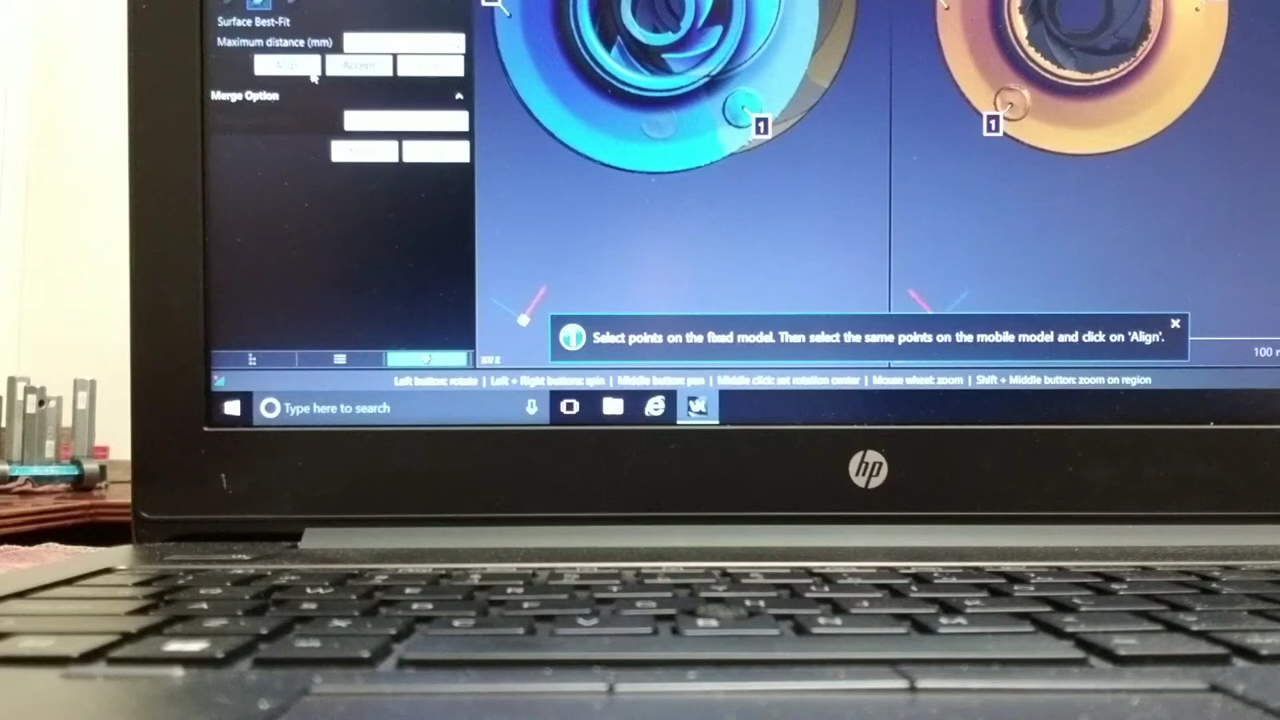 Surface Best-Fit
Maximum distance (mm)
Align
Accept
Merge Option
1
1
Select points on the fixed model. Then select the same points on the mobile model and click on 'Align'.
100
Left button: rotate | Left + Right buttons: spin | Middle button: pan | Middle click: set rotation center | Mouse wheel: zoom | Shift + Middle button: zoom on region
Type here to search
hp